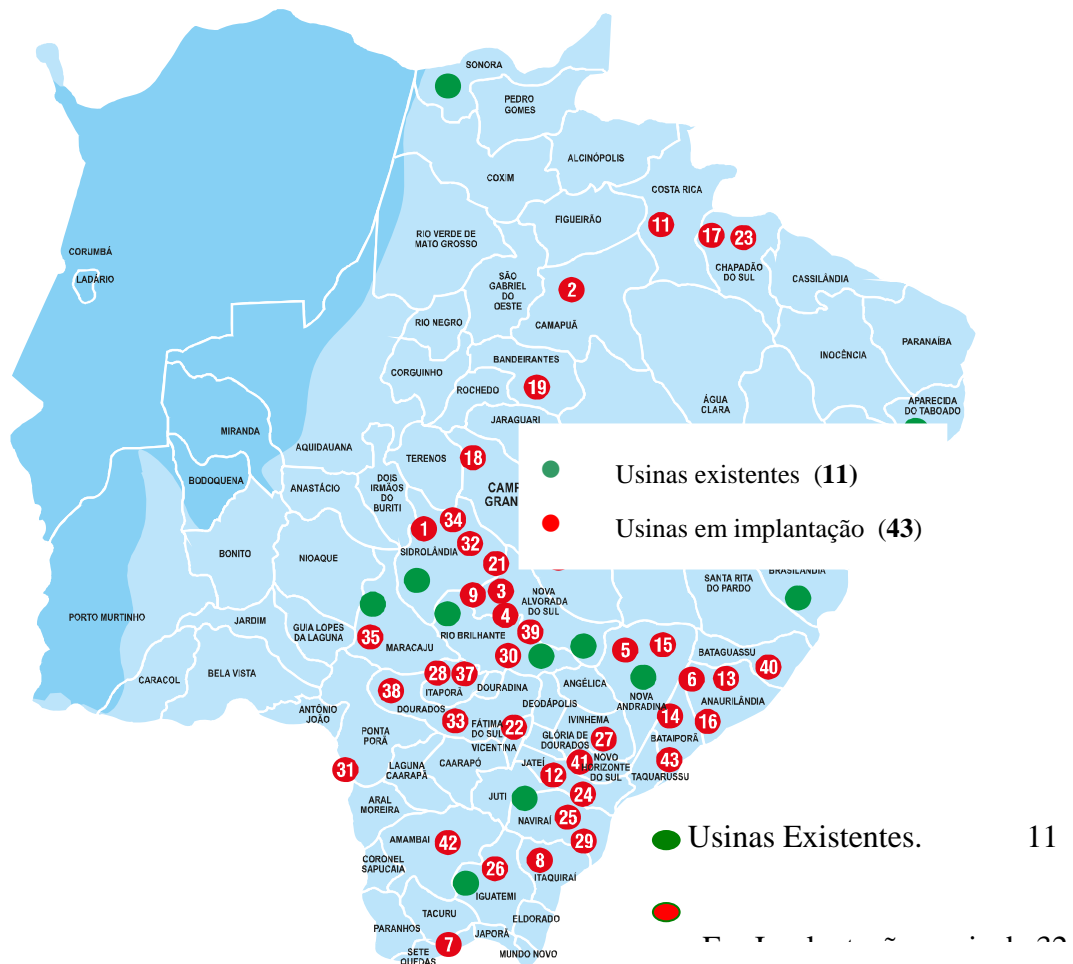 SONORA
PEDRO
GOMES
ALCINÓPOLIS
COXIM
COSTA RICA
FIGUEIRÃO
11
RIO VERDE DE
MATO GROSSO
17
23
CORUMBÁ
LADÁRIO
CHAPADÃO
DO SUL
CASSILÂNDIA
SÃO
GABRIEL
DO
OESTE
2
RIO NEGRO
CAMAPUÃ
PARANAÍBA
INOCÊNCIA
BANDEIRANTES
CORGUINHO
ROCHEDO
19
ÁGUA
CLARA
APARECIDA
DO TABOADO
JARAGUARI
MIRANDA
AQUIDAUANA
TERENOS
18
BODOQUENA
ANASTÁCIO
DOIS
IRMÃOS
DO
BURITI
CAMP
GRAN
Usinas existentes (11)
Usinas em implantação (43)
34
1
32
SIDROLÂNDIA
BONITO
NIOAQUE
21
BRASILÂNDIA
SANTA RITA
DO PARDO
9
3
NOVA
ALVORADA
DO SUL
4
PORTO MURTINHO
JARDIM
GUIA LOPES
DA LAGUNA
35
MARACAJU
RIO BRILHANTE
39
30
5
15
BATAGUASSU
40
CARACOL
BELA VISTA
28
37
ITAPORÃ
DOURADINA
ANGÉLICA
6
13
38
DOURADOS
DEODÁPOLIS
NOVA
ANDRADINA
ANAURILÂNDIA
ANTÔNIO
JOÃO
33
FÁTIMA
DO SUL
22
IVINHEMA
14
16
PONTA
PORÃ
VICENTINA
GLÓRIA DE
DOURADOS
27
BATAIPORÃ
31
LAGUNA
CAARAPÃ
CAARAPÓ
JATEÍ
41
NOVO
HORIZONTE
DO SUL
43
TAQUARUSSU
12
ARAL
MOREIRA
JUTI
24
NAVIRAÍ
25
AMAMBAI
42
29
Usinas Existentes. 11
CORONEL
SAPUCAIA
26
8
ITAQUIRAÍ
IGUATEMI
TACURU
ELDORADO
PARANHOS
JAPORÃ
7
SETE
QUEDAS
MUNDO NOVO
32